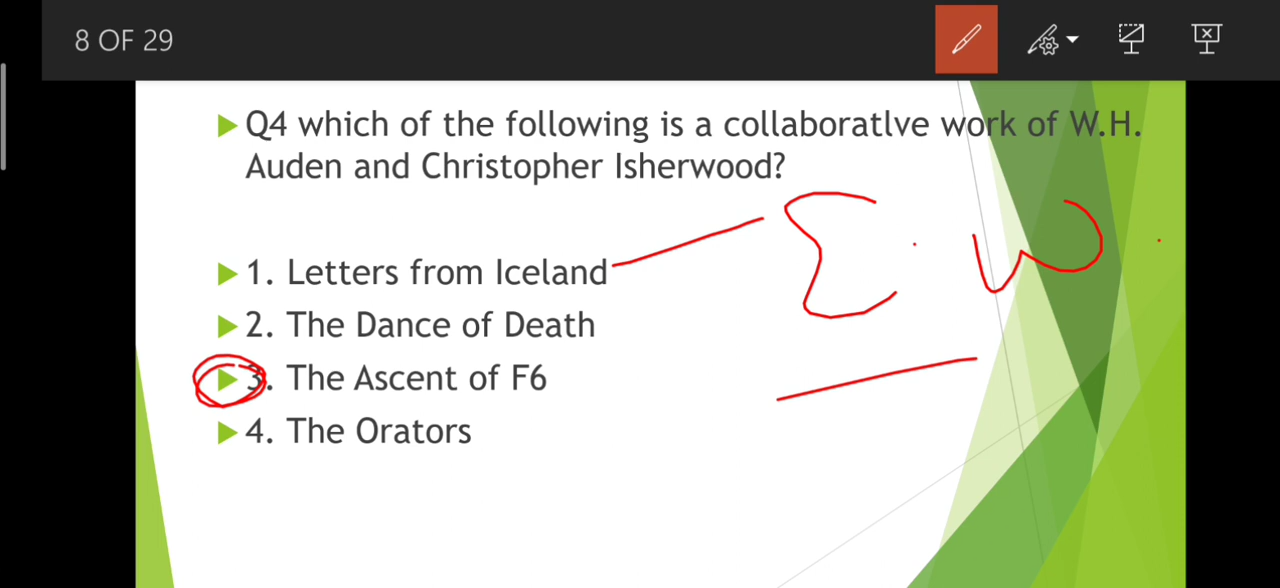 8 OF 29
Q4 which of the following is a collaboratlve work of W.H.
Auden and Christopher Isherwood?
1. Letters from Iceland
2. The Dance of Death
3. The Ascent of F6
4. The Orators